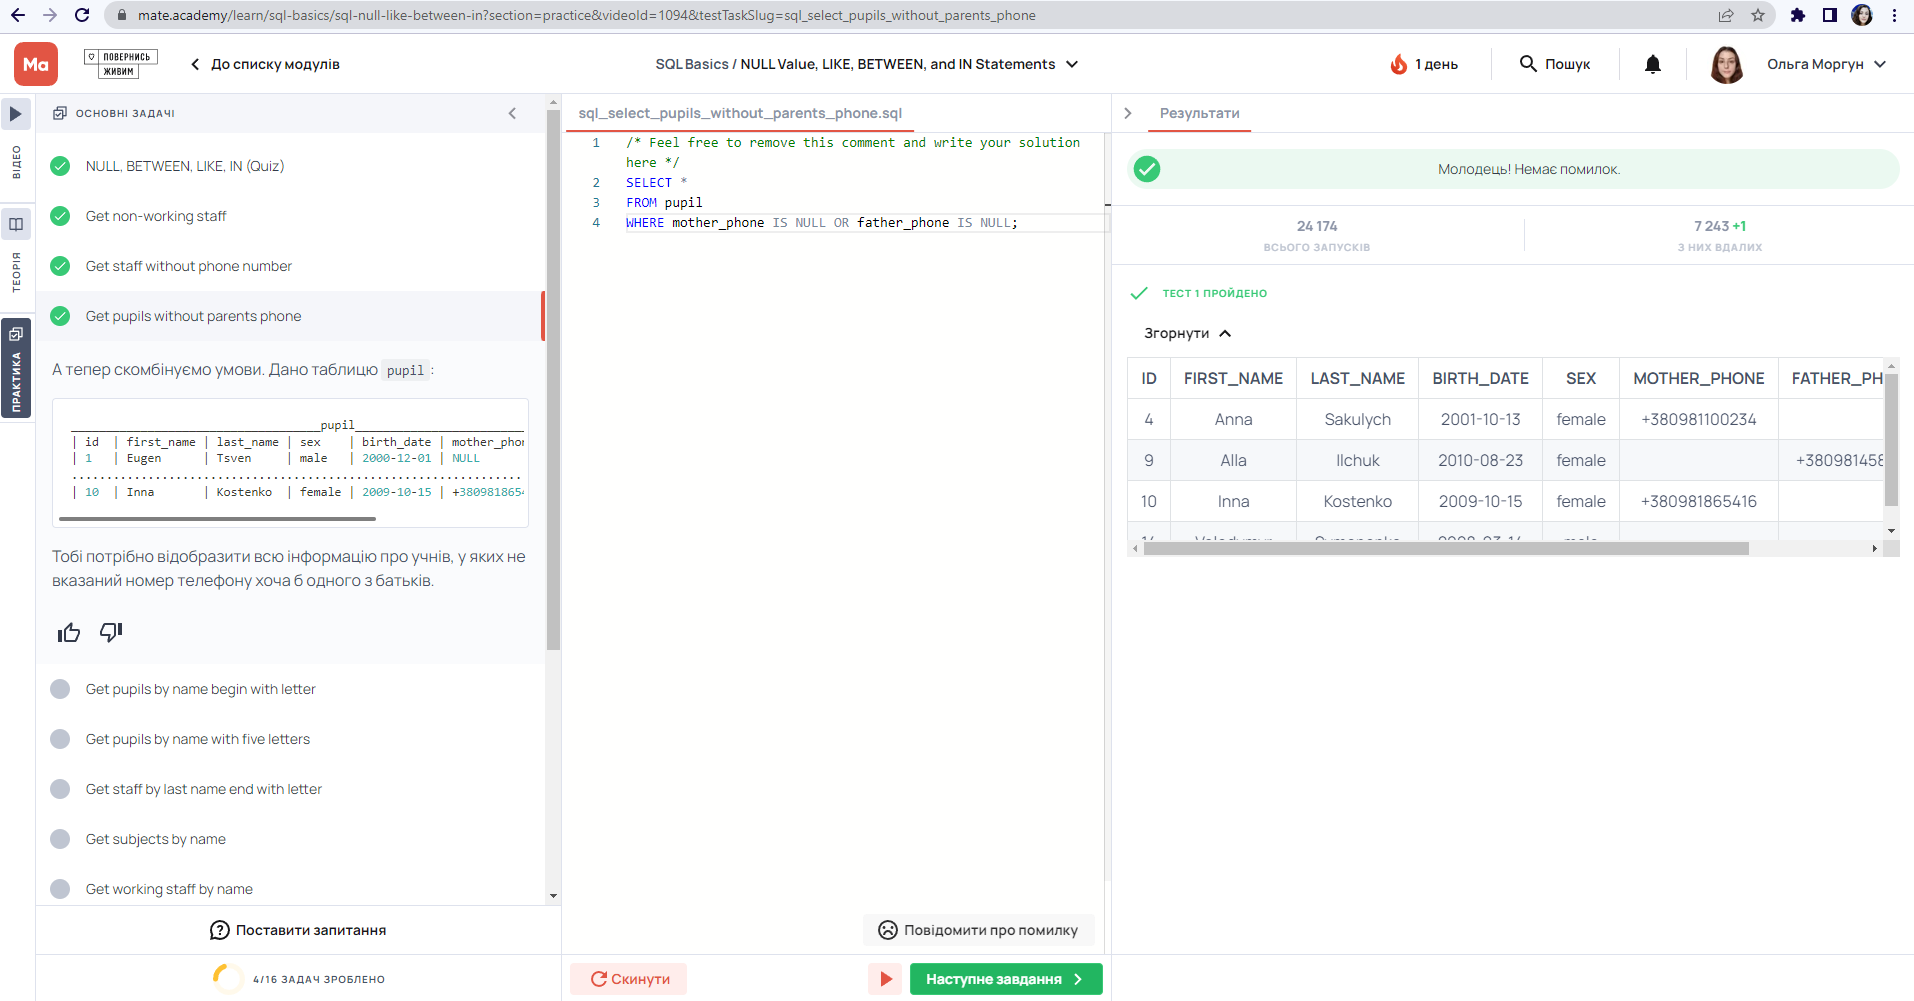 mate.academy/learn/sql-basics/sql-null-like-between-in?section=practice&videoId=1094&testTaskSlug=sql_select_pupils_without_parents_phone
Ma
ПОВЕРНИСЬ
ЖИВИМ
До списку модулів
SQL Basics / NULL Value, LIKE, BETWEEN, and IN Statements
1 день
Пошук
Ольга Моргун
ВІДЕО
ТЕОРІЯ
ПРАКТИКА
ОСНОВНІ ЗАДАЧІ
NULL, BETWEEN, LIKE, IN (Quiz)
Get non-working staff
Get staff without phone number
Get pupils without parents phone
А тепер скомбінуємо умови. Дано таблицю pupil :
____________________________________pupil________________________
| id | first_name | last_name | sex | birth_date | mother_phon
| 1 | Eugen | Tsven | male | 2000-12-01 | NULL
.................................................................
| 10 | Inna | Kostenko | female | 2009-10-15 | +3809818654
Тобі потрібно відобразити всю інформацію про учнів, у яких не
вказаний номер телефону хоча б одного з батьків.
Get pupils by name begin with letter
Get pupils by name with five letters
Get staff by last name end with letter
Get subjects by name
Get working staff by name
Поставити запитання
4/16 ЗАДАЧ ЗРОБЛЕНО
sql_select_pupils_without_parents_phone.sql
1 /* Feel free to remove this comment and write your solution
here */
2 SELECT *
3 FROM pupil
4 WHERE mother_phone IS NULL OR father_phone IS NULL;
Повідомити про помилку
Скинути
Наступне завдання
Результати
Молодець! Немає помилок.
24 174
ВСЬОГО ЗАПУСКІВ
7 243 +1
З НИХ ВДАЛИХ
ТЕСТ 1 ПРОЙДЕНО
Згорнути
ID FIRST_NAME LAST_NAME BIRTH_DATE SEX MOTHER_PHONE FATHER_PH
4 Anna Sakulych 2001-10-13 female +380981100234
9 Alla Ilchuk 2010-08-23 female +380981458
10 Inna Kostenko 2009-10-15 female +380981865416